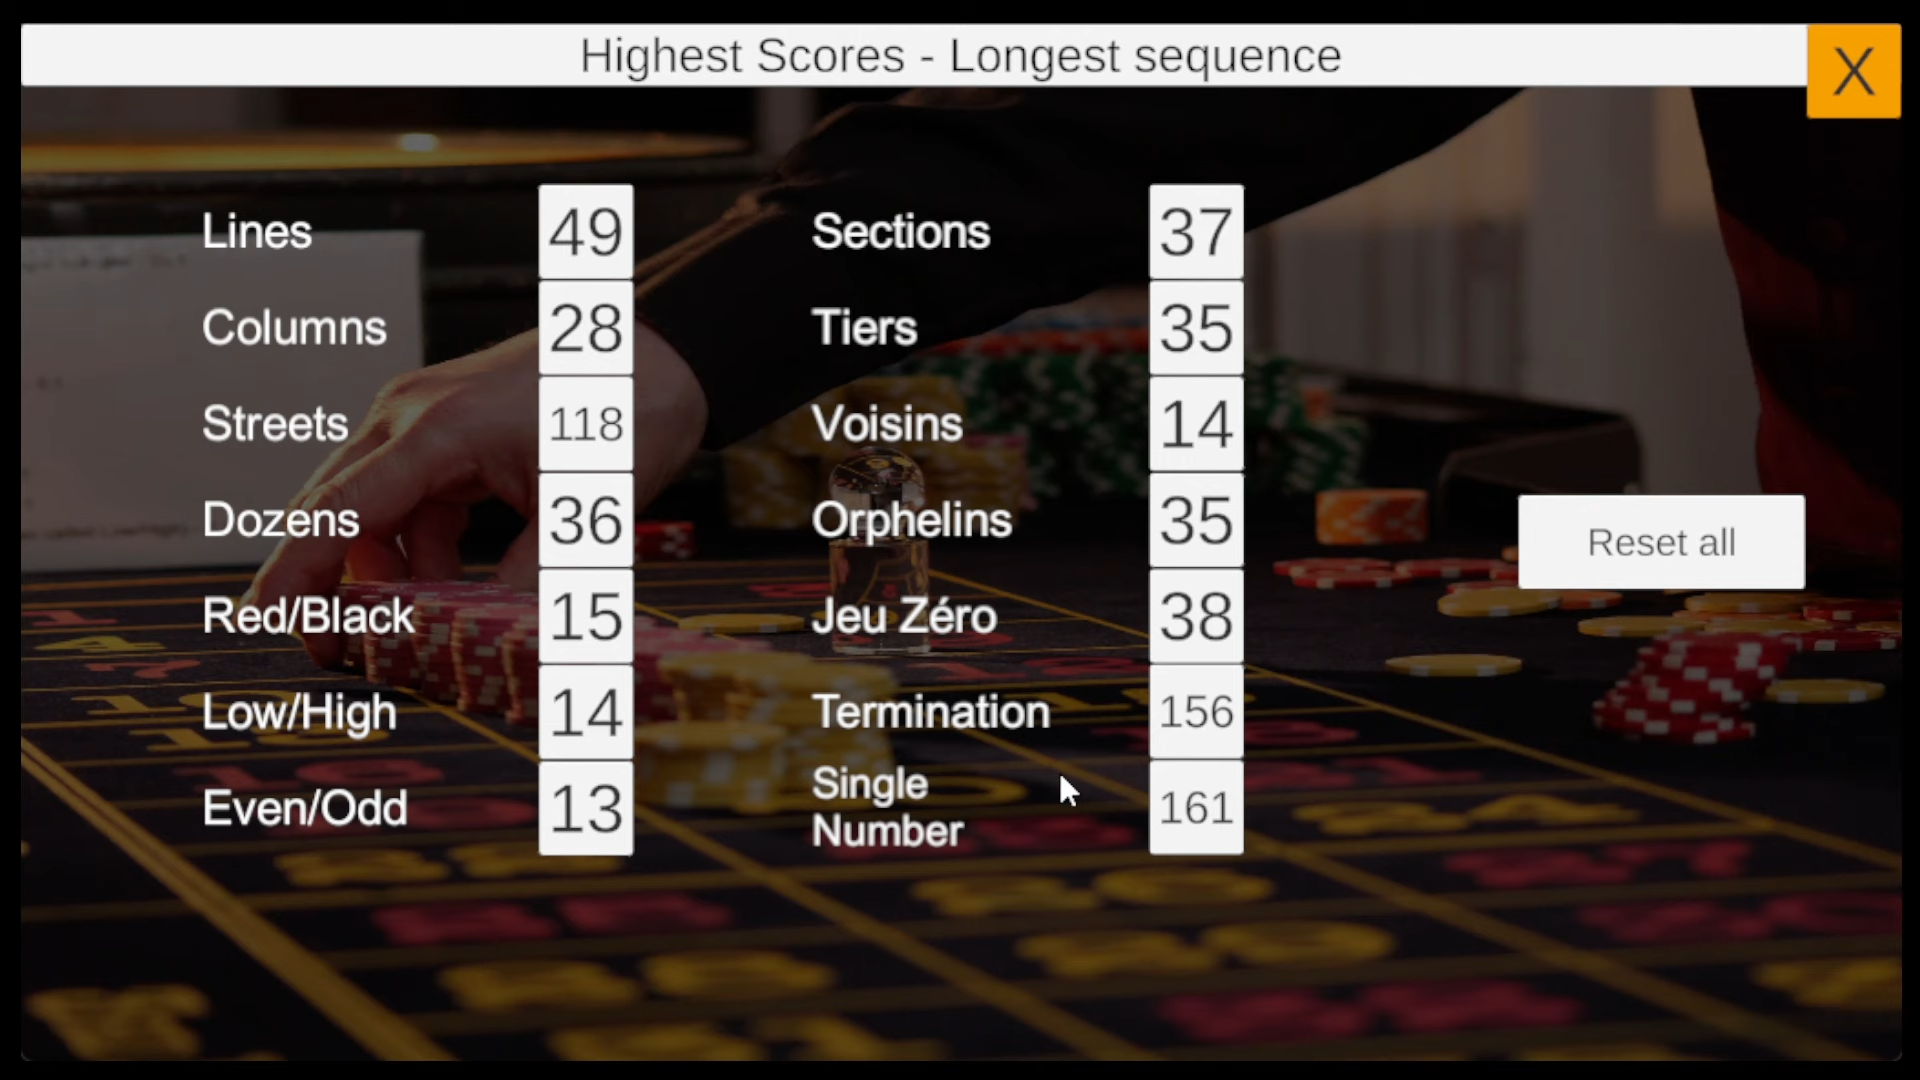 Highest Scores - Longest sequence
X
Lines 49
Columns 28
Streets 118
Dozens 36
Red/Black 15
Low/High 14
Even/Odd 13
Sections 37
Tiers 35
Voisins 14
Orphelins 35
Jeu Zéro 38
Termination 156
Single
Number 161
Reset all